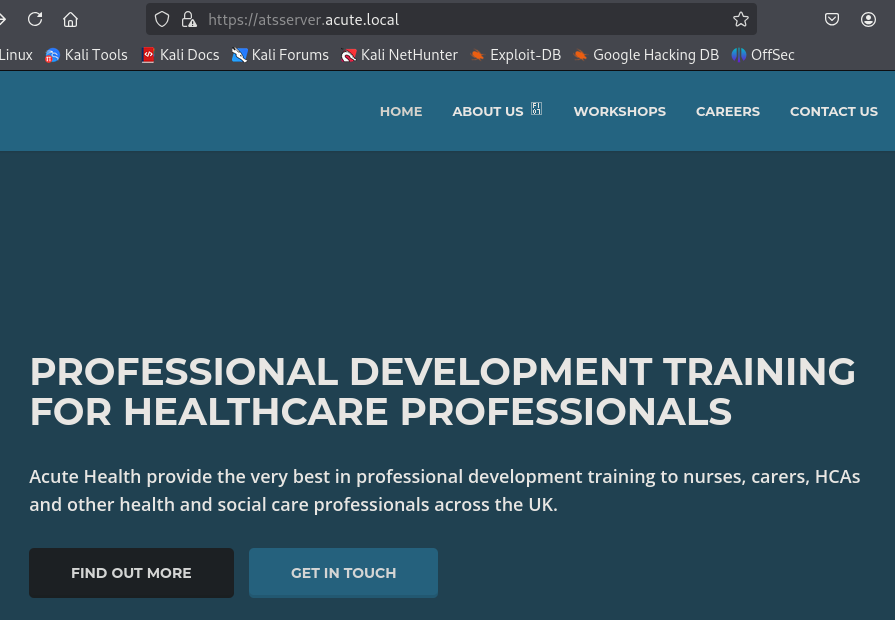 https://atsserver.acute.local
Linux Kali Tools Kali Docs Kali Forums Kali NetHunter Exploit-DB Google Hacking DB OffSec
HOME ABOUT US WORKSHOPS CAREERS CONTACT US
PROFESSIONAL DEVELOPMENT TRAINING
FOR HEALTHCARE PROFESSIONALS
Acute Health provide the very best in professional development training to nurses, carers, HCAs
and other health and social care professionals across the UK.
FIND OUT MORE GET IN TOUCH